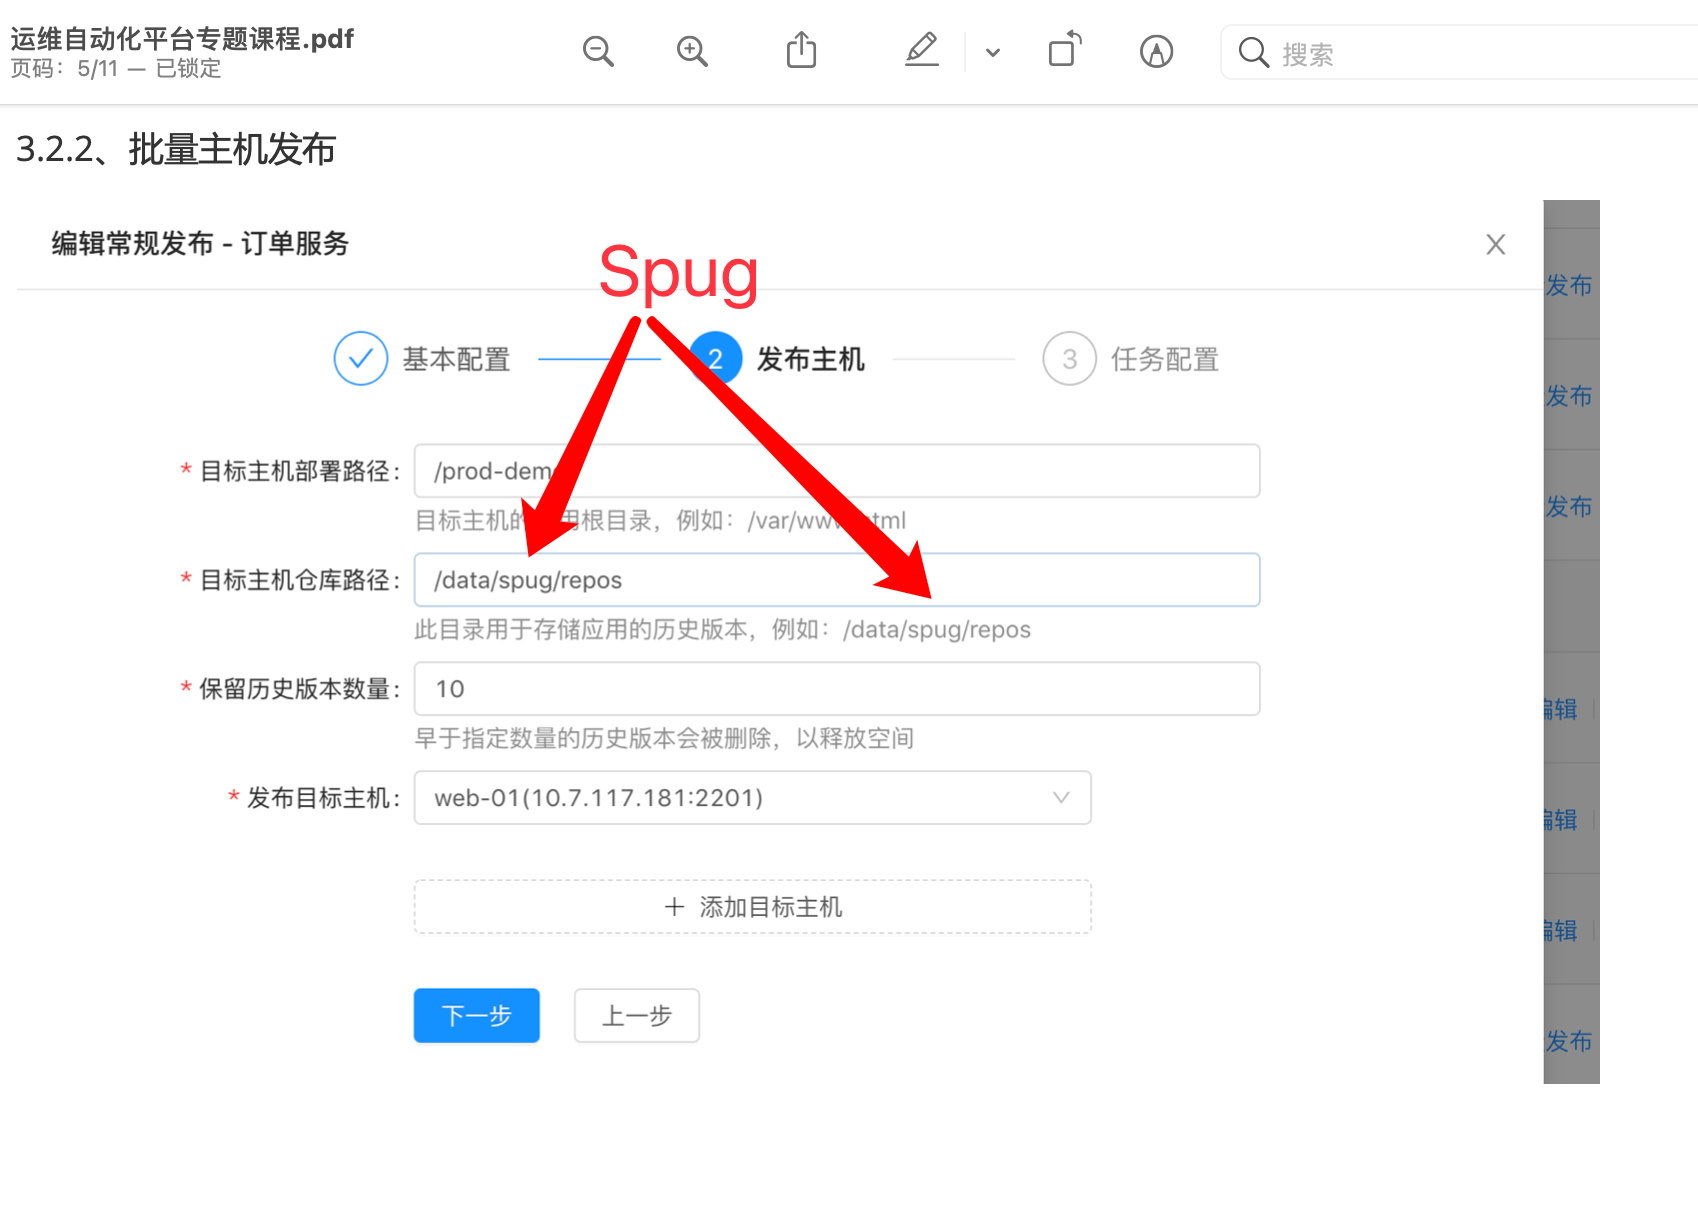 运维自动化平台专题课程.pdf
页码：5/11 — 已锁定
搜索
3.2.2、批量主机发布
编辑常规发布 - 订单服务
Spug
基本配置
2 发布主机
3 任务配置
* 目标主机部署路径：
/prod-dem
目标主机的 用根目录，例如：/var/www html
* 目标主机仓库路径：
/data/spug/repos
此目录用于存储应用的历史版本，例如：/data/spug/repos
* 保留历史版本数量：
10
早于指定数量的历史版本会被删除，以释放空间
* 发布目标主机：
web-01(10.7.117.181:2201)
＋ 添加目标主机
下一步
上一步
发布
发布
发布
编辑
编辑
编辑
发布